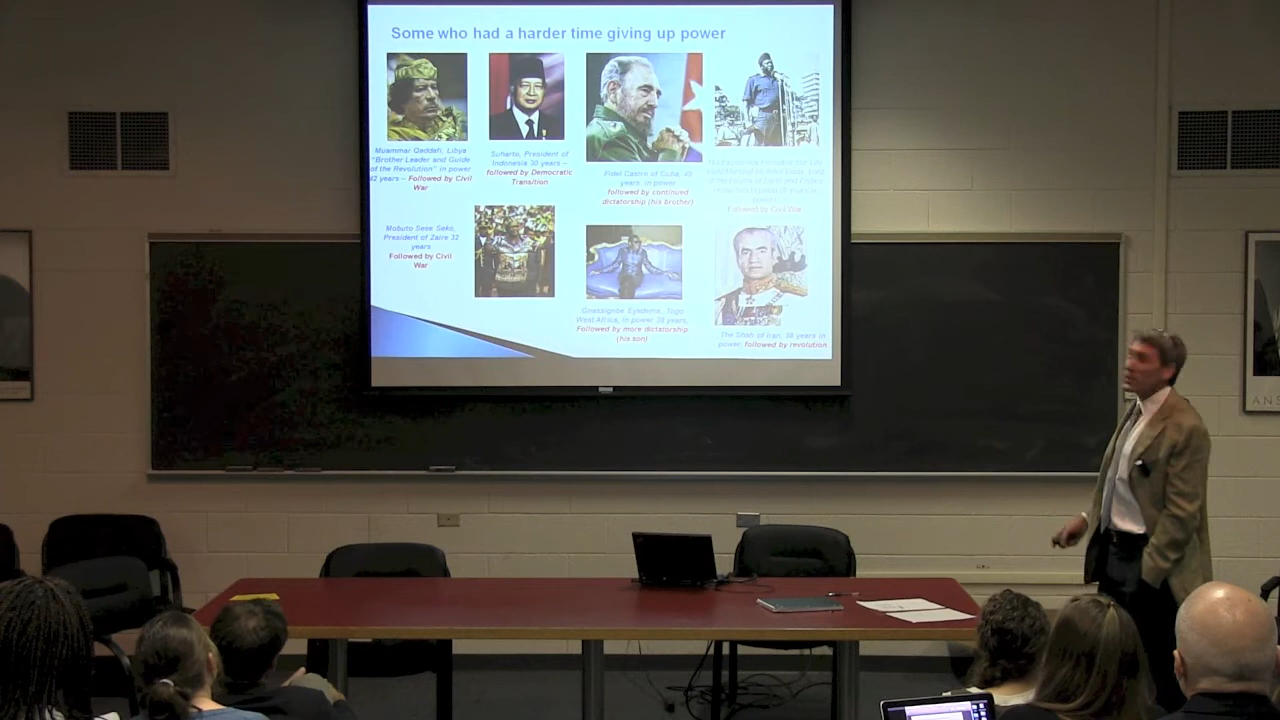 Some who had a harder time giving up power
Muammar Qaddafi, Libya
"Brother Leader and Guide
of the Revolution" in power
42 years – Followed by Civil
War
Suharto, President of
Indonesia 30 years –
followed by Democratic
Transition
Fidel Castro of Cuba, 49
years, in power
followed by continued
dictatorship (his brother)
Followed by Civil War
Mobuto Sese Seko,
President of Zaire 32
years
Followed by Civil
War
Gnassignbe Eyadema, Togo
West Africa, in power 38 years,
Followed by more dictatorship
(his son)
The Shah of Iran, 38 years in
power, followed by revolution
ANS